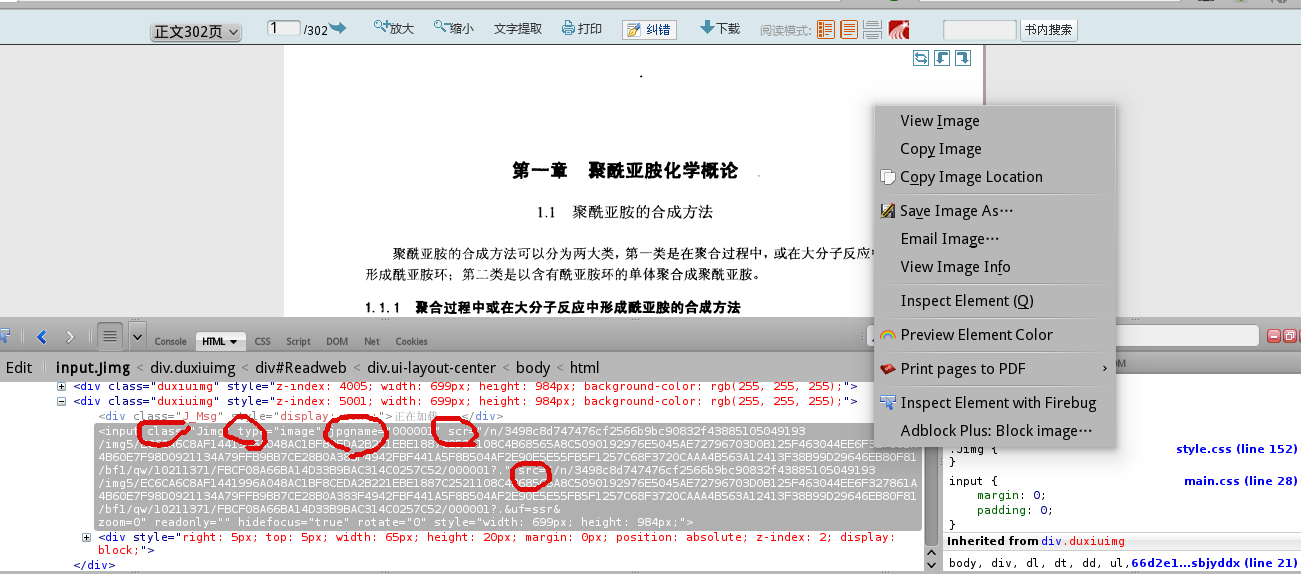 正文302页
1 /302
放大
缩小
文字提取
打印
纠错
下载
阅读模式:
书内搜索
第一章 聚酰亚胺化学概论
1.1 聚酰亚胺的合成方法
聚酰亚胺的合成方法可以分为两大类，第一类是在聚合过程中，或在大分子反应
形成酰亚胺环；第二类是以含有酰亚胺环的单体聚合成聚酰亚胺。
1.1.1 聚合过程中或在大分子反应中形成酰亚胺的合成方法
View Image
Copy Image
Copy Image Location
Save Image As…
Email Image…
View Image Info
Inspect Element (Q)
Preview Element Color
Print pages to PDF
Inspect Element with Firebug
Adblock Plus: Block image…
Console HTML CSS Script DOM Net Cookies
Edit input.Jimg < div.duxiuimg < div#Readweb < div.ui-layout-center < body < html
<div class="duxiuimg" style="z-index: 4005; width: 699px; height: 984px; background-color: rgb(255, 255, 255);">
<div class="duxiuimg" style="z-index: 5001; width: 699px; height: 984px; background-color: rgb(255, 255, 255);">
<div class="J_Msg" style="display: ">正在加载 </div>
<input class="Jimg" type="image" jpgname="000001" scr="/n/3498c8d747476cf2566b9bc90832f43885105049193
/bf1/qw/10211371/FBCF08A66BA14D33B9BAC314C0257C52/000001?." src="/n/3498c8d747476cf2566b9bc90832f43885105049193
/bf1/qw/10211371/FBCF08A66BA14D33B9BAC314C0257C52/000001?.&uf=ssr&
zoom=0" readonly="" hidefocus="true" rotate="0" style="width: 699px; height: 984px;">
<div style="right: 5px; top: 5px; width: 65px; height: 20px; margin: 0px; position: absolute; z-index: 2; display:
block;">
</div>
OM
.Jimg { style.css (line 152)
}
input { main.css (line 28)
margin: 0;
padding: 0;
}
Inherited from div.duxiuimg
body, div, dl, dt, dd, ul, 66d2e1...sbjyddx (line 21)